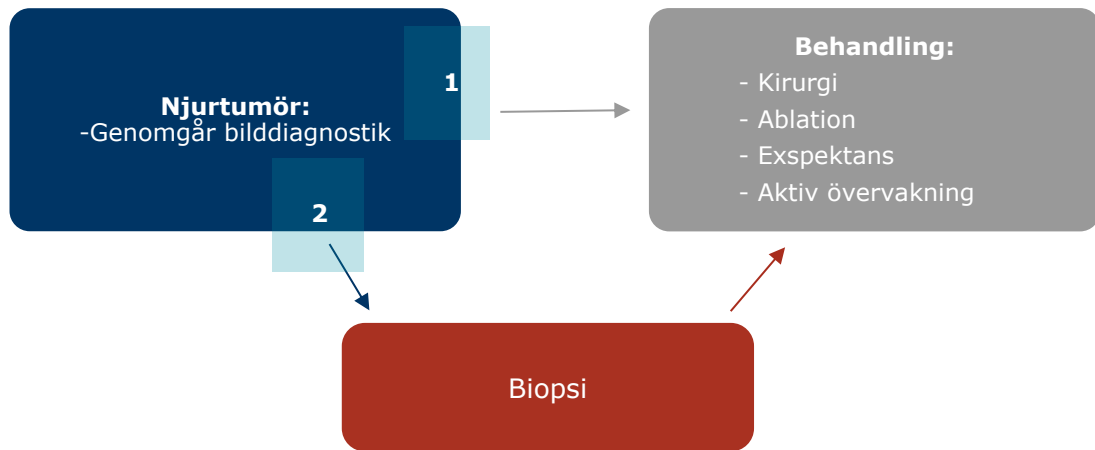 Njurtumör:
-Genomgår bilddiagnostik
1
2
Behandling:
- Kirurgi
- Ablation
- Exspektans
- Aktiv övervakning
Biopsi